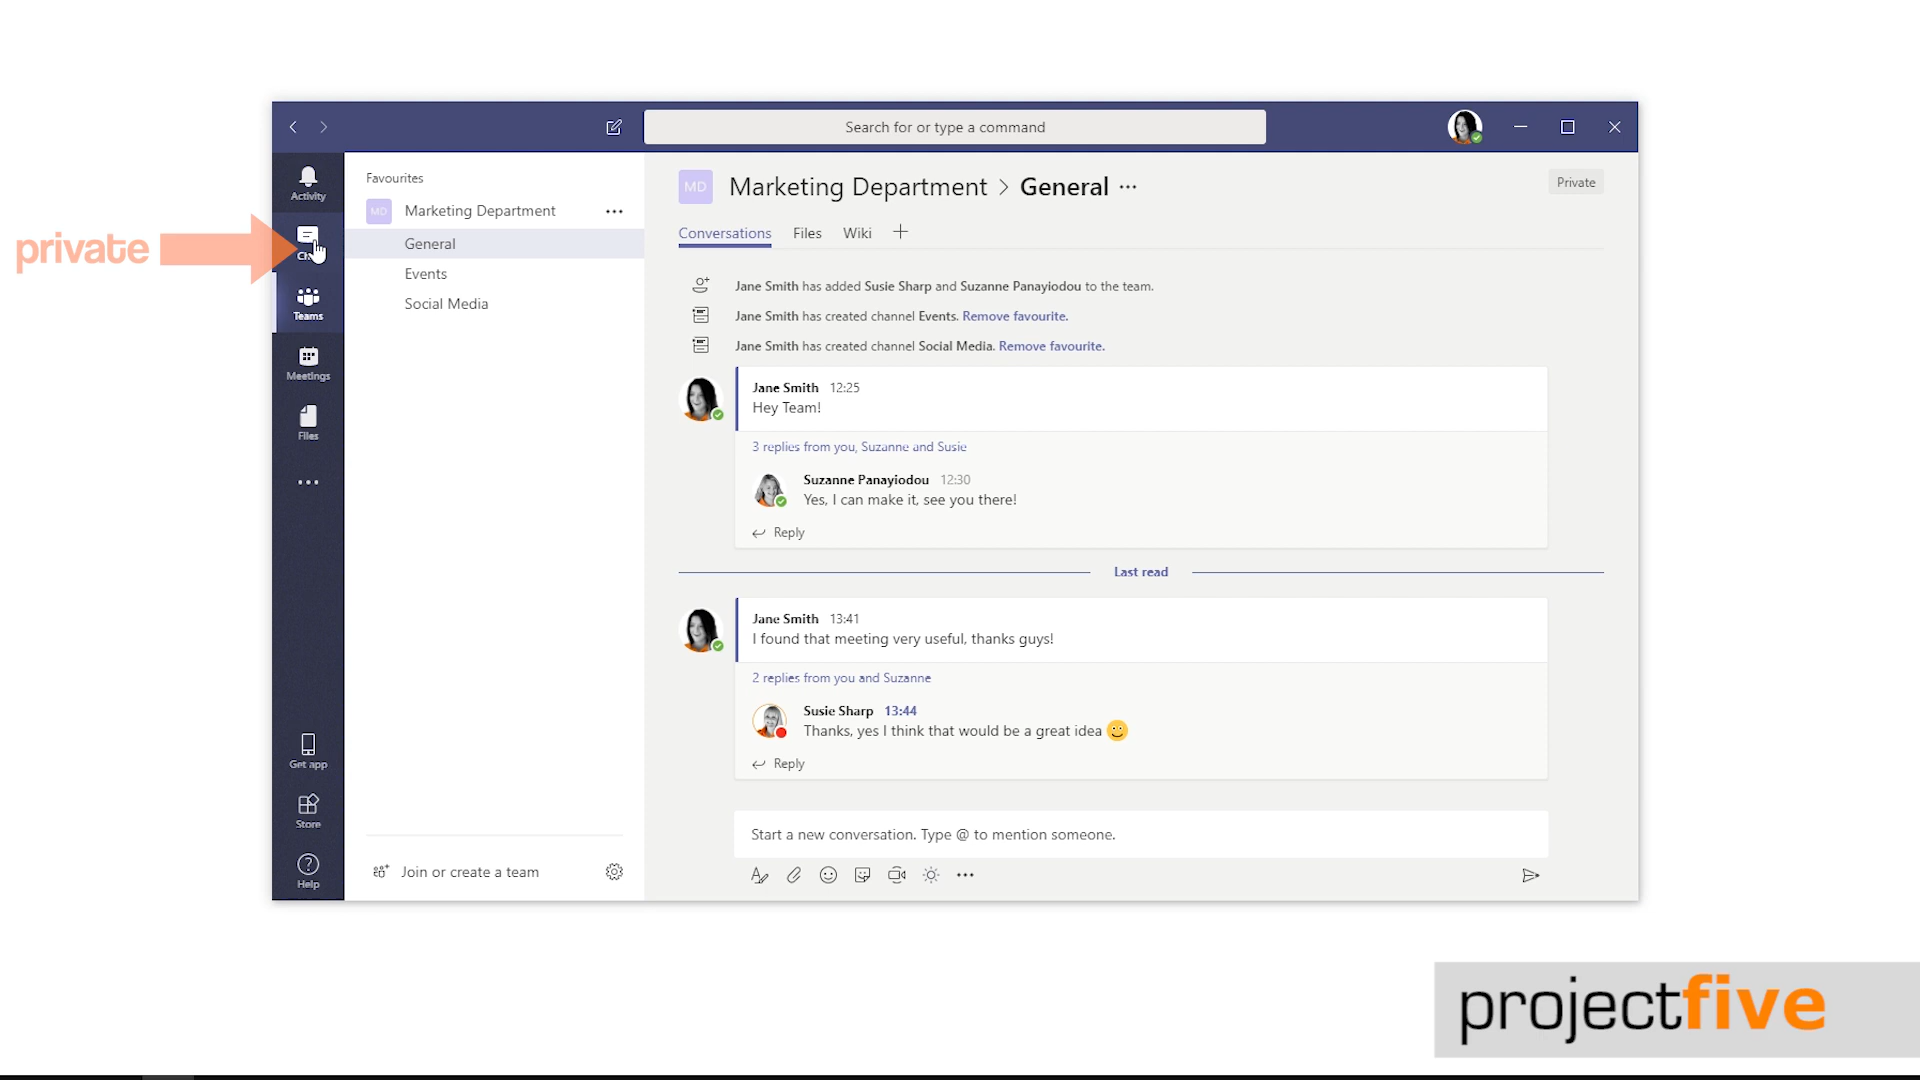 Search for or type a command
Activity
Favourites
MD Marketing Department
General
Events
Social Media
private
Teams
Meetings
Files
Get app
Store
Help
Join or create a team
MD Marketing Department > General
Private
Conversations Files Wiki
Jane Smith has added Susie Sharp and Suzanne Panayiodou to the team.
Jane Smith has created channel Events. Remove favourite.
Jane Smith has created channel Social Media. Remove favourite.
Jane Smith 12:25
Hey Team!
3 replies from you, Suzanne and Susie
Suzanne Panayiodou 12:30
Yes, I can make it, see you there!
Reply
Last read
Jane Smith 13:41
I found that meeting very useful, thanks guys!
2 replies from you and Suzanne
Susie Sharp 13:44
Thanks, yes I think that would be a great idea
Reply
Start a new conversation. Type @ to mention someone.
projectfive